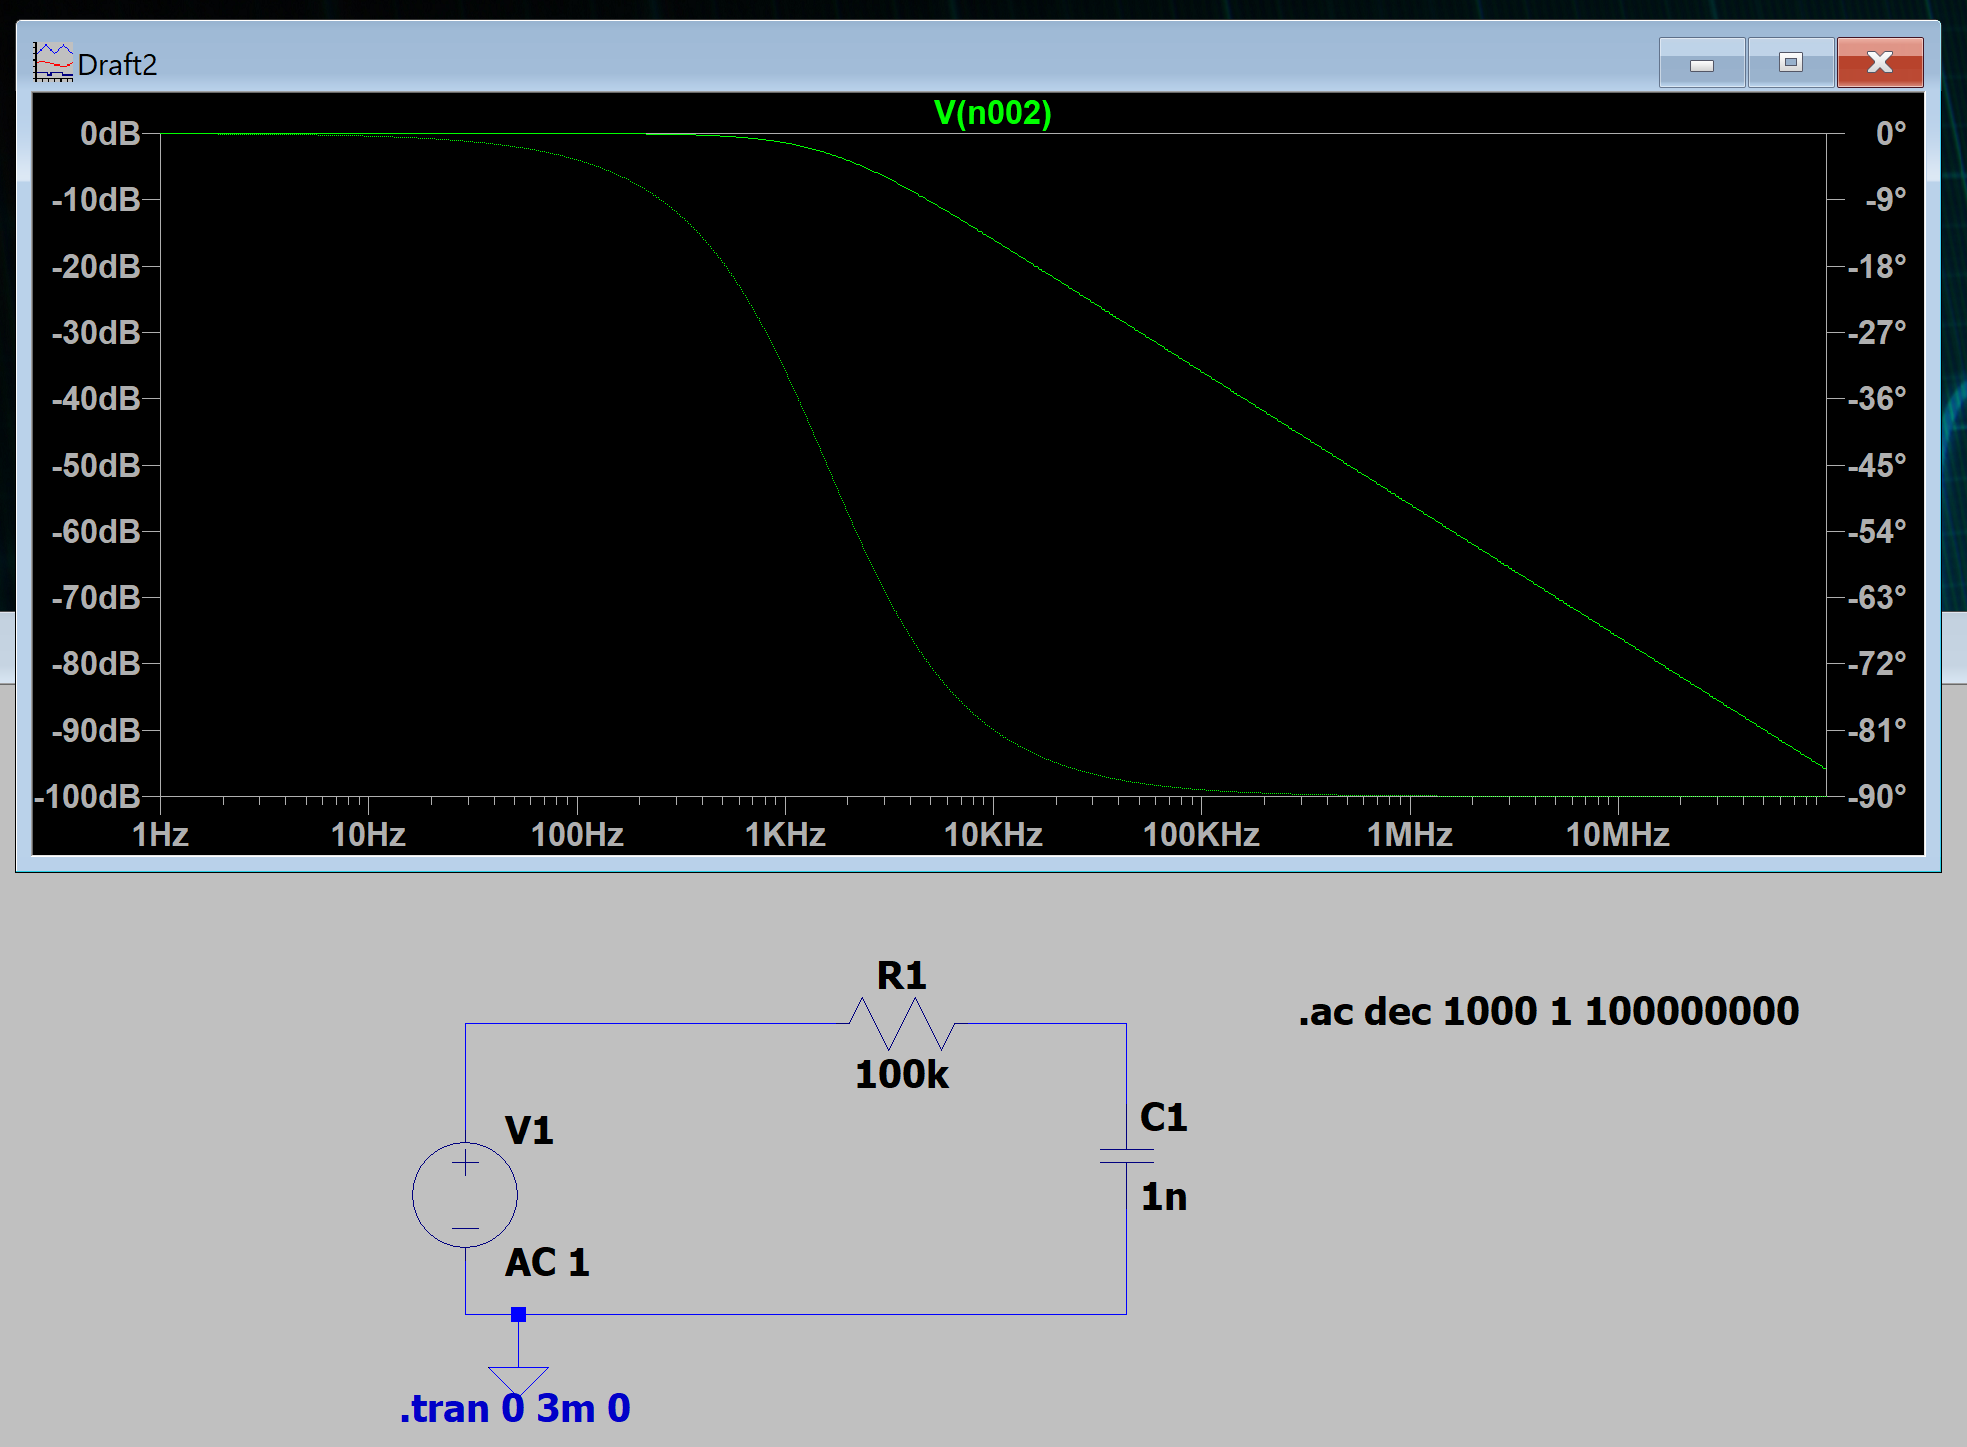 Draft2
V(n002)
0dB
-10dB
-20dB
-30dB
-40dB
-50dB
-60dB
-70dB
-80dB
-90dB
-100dB
0°
-9°
-18°
-27°
-36°
-45°
-54°
-63°
-72°
-81°
-90°
1Hz 10Hz 100Hz 1KHz 10KHz 100KHz 1MHz 10MHz
R1
100k
.ac dec 1000 1 100000000
V1
C1
1n
AC 1
.tran 0 3m 0